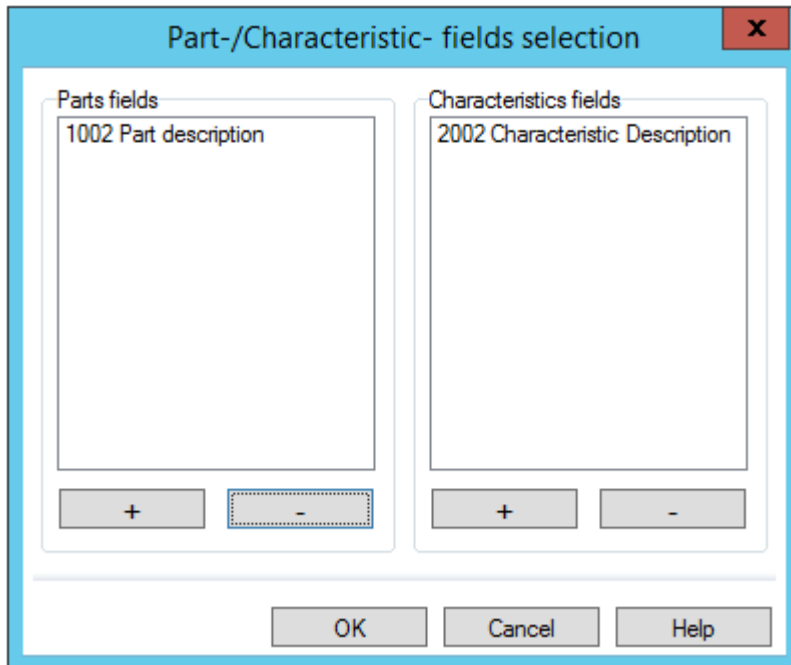 Part-/Characteristic- fields selection
x
Parts fields
1002 Part description
+
-
Characteristics fields
2002 Characteristic Description
+
-
OK
Cancel
Help